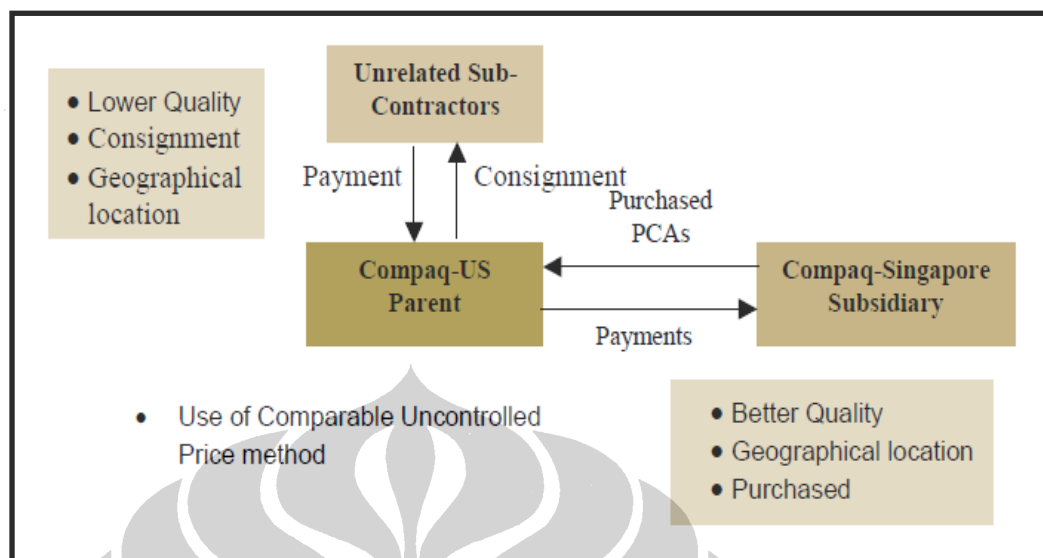 Unrelated Sub-
Contractors
• Lower Quality
• Consignment
• Geographical
location
Payment
Consignment
Purchased
PCAs
Compaq-US
Parent
Compaq-Singapore
Subsidiary
Payments
• Use of Comparable Uncontrolled
Price method
• Better Quality
• Geographical location
• Purchased